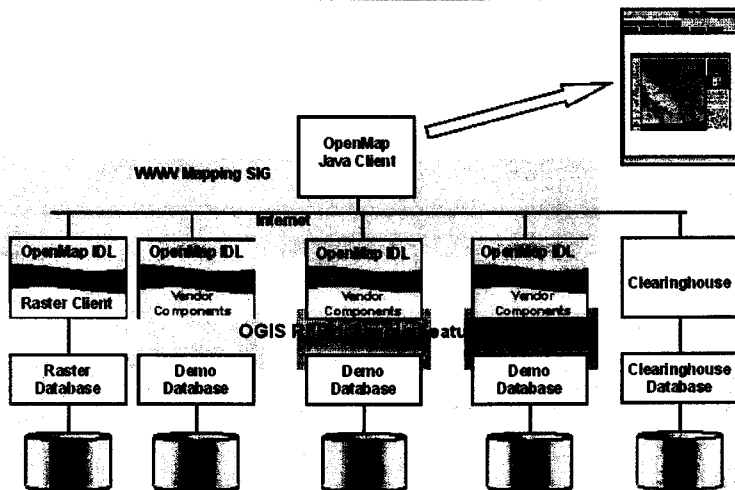 OpenMap
Java Client
WWW Mapping SIG
Internet
OpenMap IDL
Raster Client
OpenMap IDL
Vendor
Components
OpenMap IDL
Vendor
Components
OpenMap IDL
Vendor
Components
Clearinghouse
OGIS
Raster
Database
Demo
Database
Demo
Database
Demo
Database
Clearinghouse
Database